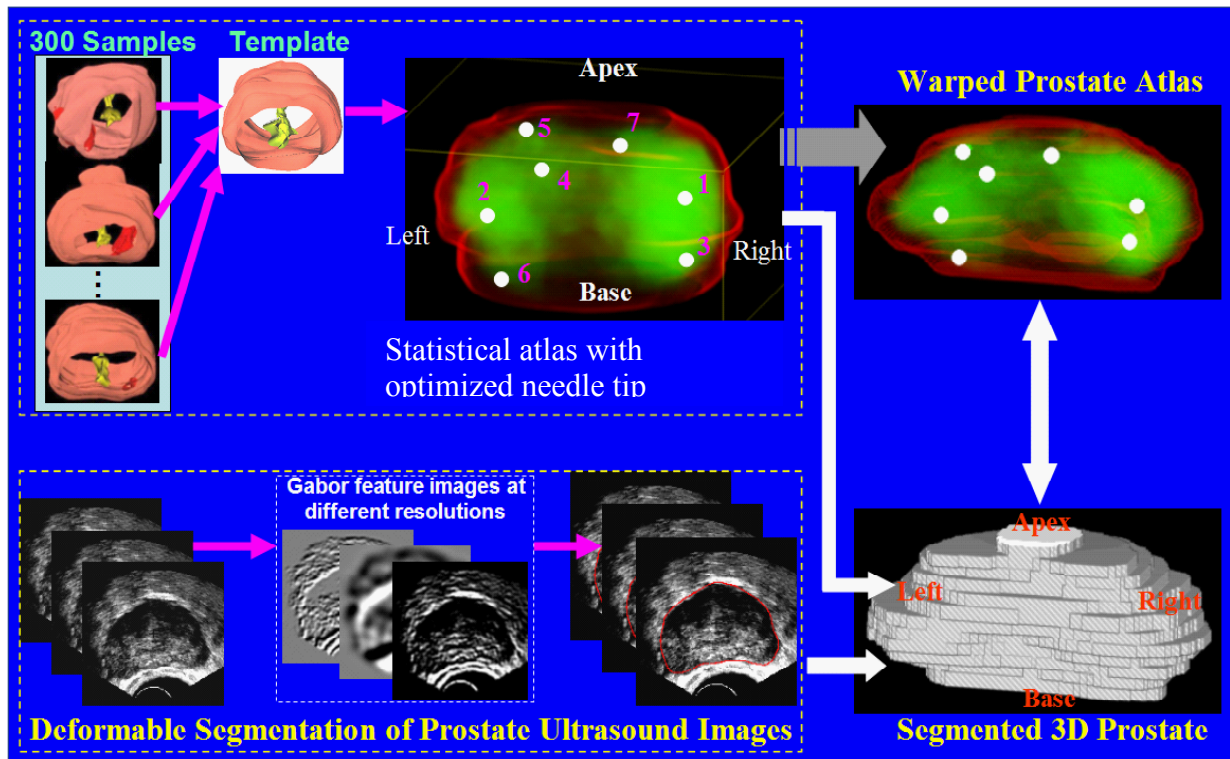 300 Samples
Template
Apex
5
7
4
1
2
Left
3
Right
6
Base
Statistical atlas with
optimized needle tip
Warped Prostate Atlas
Gabor feature images at
different resolutions
Deformable Segmentation of Prostate Ultrasound Images
Apex
Left
Right
Base
Segmented 3D Prostate